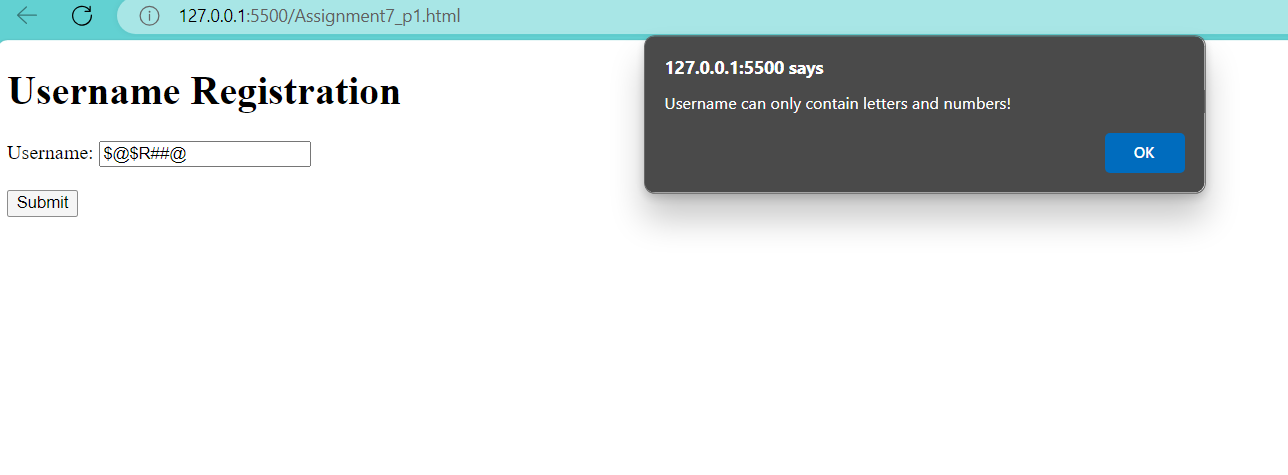 127.0.0.1:5500/Assignment7_p1.html
127.0.0.1:5500 says
Username can only contain letters and numbers!
OK
Username Registration
Username: $@$R##@
Submit